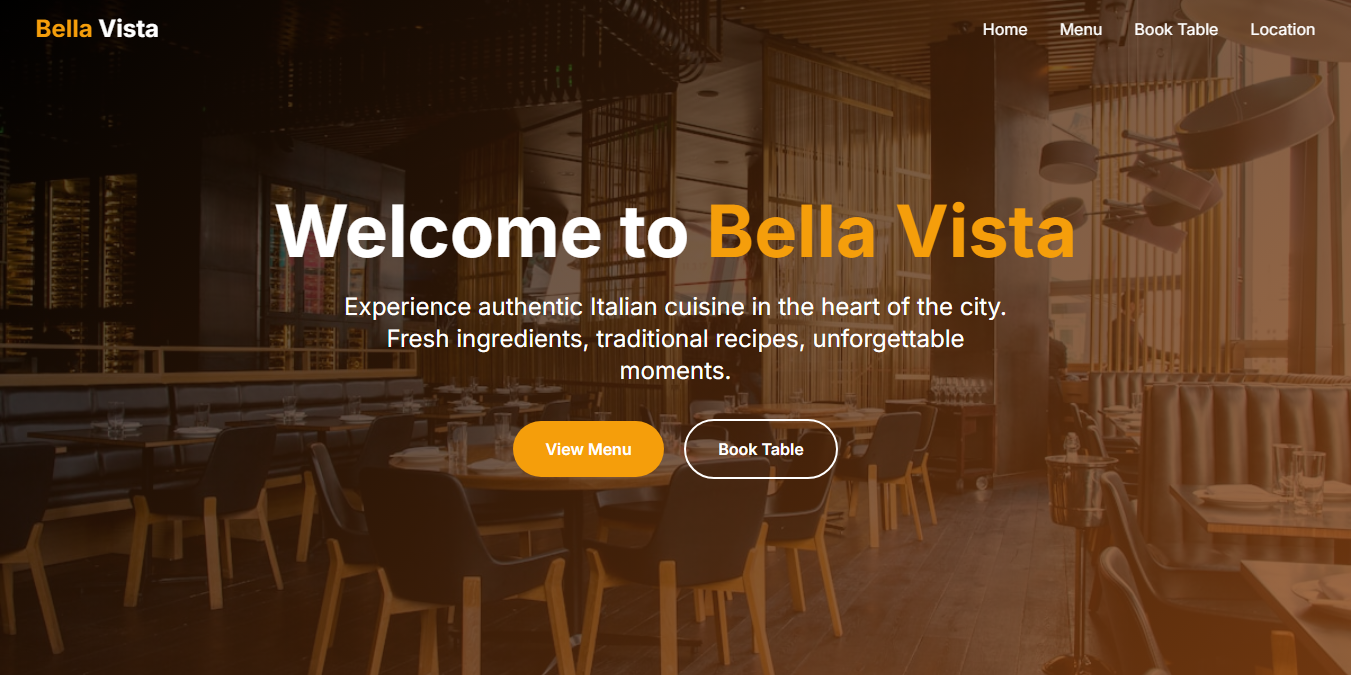 Bella Vista
Home Menu Book Table Location
Welcome to Bella Vista
Experience authentic Italian cuisine in the heart of the city.
Fresh ingredients, traditional recipes, unforgettable
moments.
View Menu Book Table